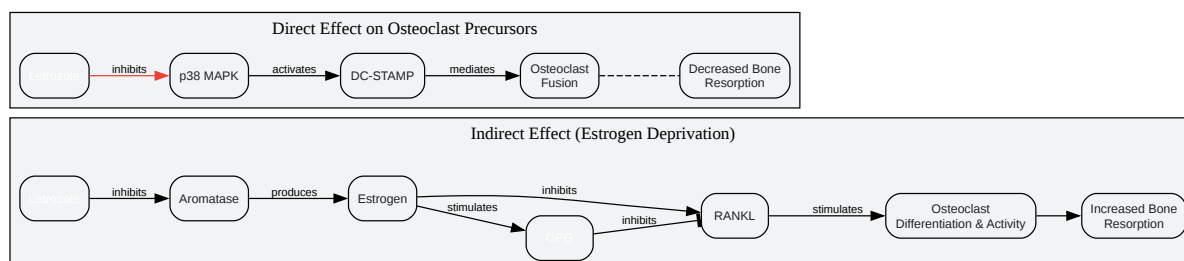 Direct Effect on Osteoclast Precursors
Letrozole
inhibits
p38 MAPK
activates
DC-STAMP
mediates
Osteoclast
Fusion
Decreased Bone
Resorption
Indirect Effect (Estrogen Deprivation)
Letrozole
inhibits
Aromatase
produces
Estrogen
inhibits
stimulates
OPG
inhibits
RANKL
stimulates
Osteoclast
Differentiation & Activity
Increased Bone
Resorption